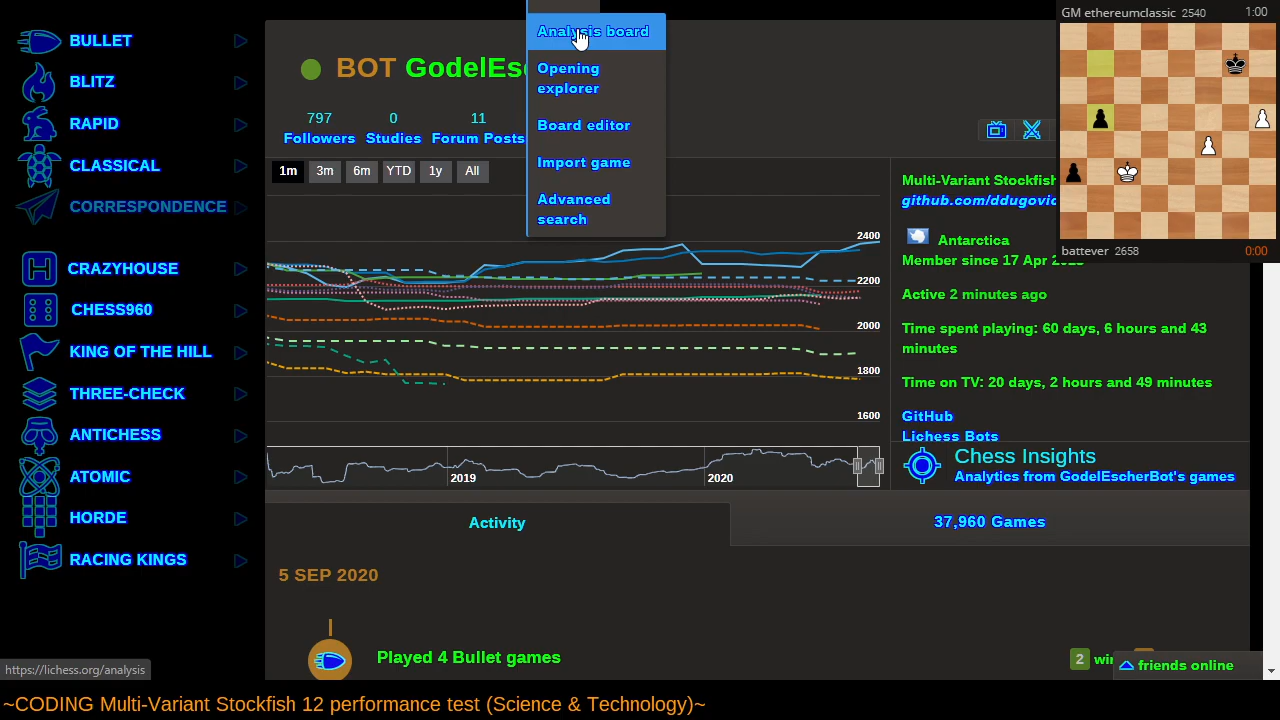 BULLET
BLITZ
RAPID
CLASSICAL
CORRESPONDENCE
CRAZYHOUSE
CHESS960
KING OF THE HILL
THREE-CHECK
ANTICHESS
ATOMIC
HORDE
RACING KINGS
https://lichess.org/analysis
Analysis board
Opening
explorer
Board editor
Import game
Advanced
search
BOT GodelEsc
797
Followers
0
Studies
11
Forum Posts
1m 3m 6m YTD 1y All
2400
2200
2000
1800
1600
2019 2020
GM ethereumclassic 2540 1:00
battever 2658 0:00
Multi-Variant Stockfish
github.com/ddugovic
Antarctica
Member since 17 Apr
Active 2 minutes ago
Time spent playing: 60 days, 6 hours and 43
minutes
Time on TV: 20 days, 2 hours and 49 minutes
GitHub
Lichess Bots
Chess Insights
Analytics from GodelEscherBot's games
Activity
37,960 Games
5 SEP 2020
Played 4 Bullet games
2 win
friends online
~CODING Multi-Variant Stockfish 12 performance test (Science & Technology)~